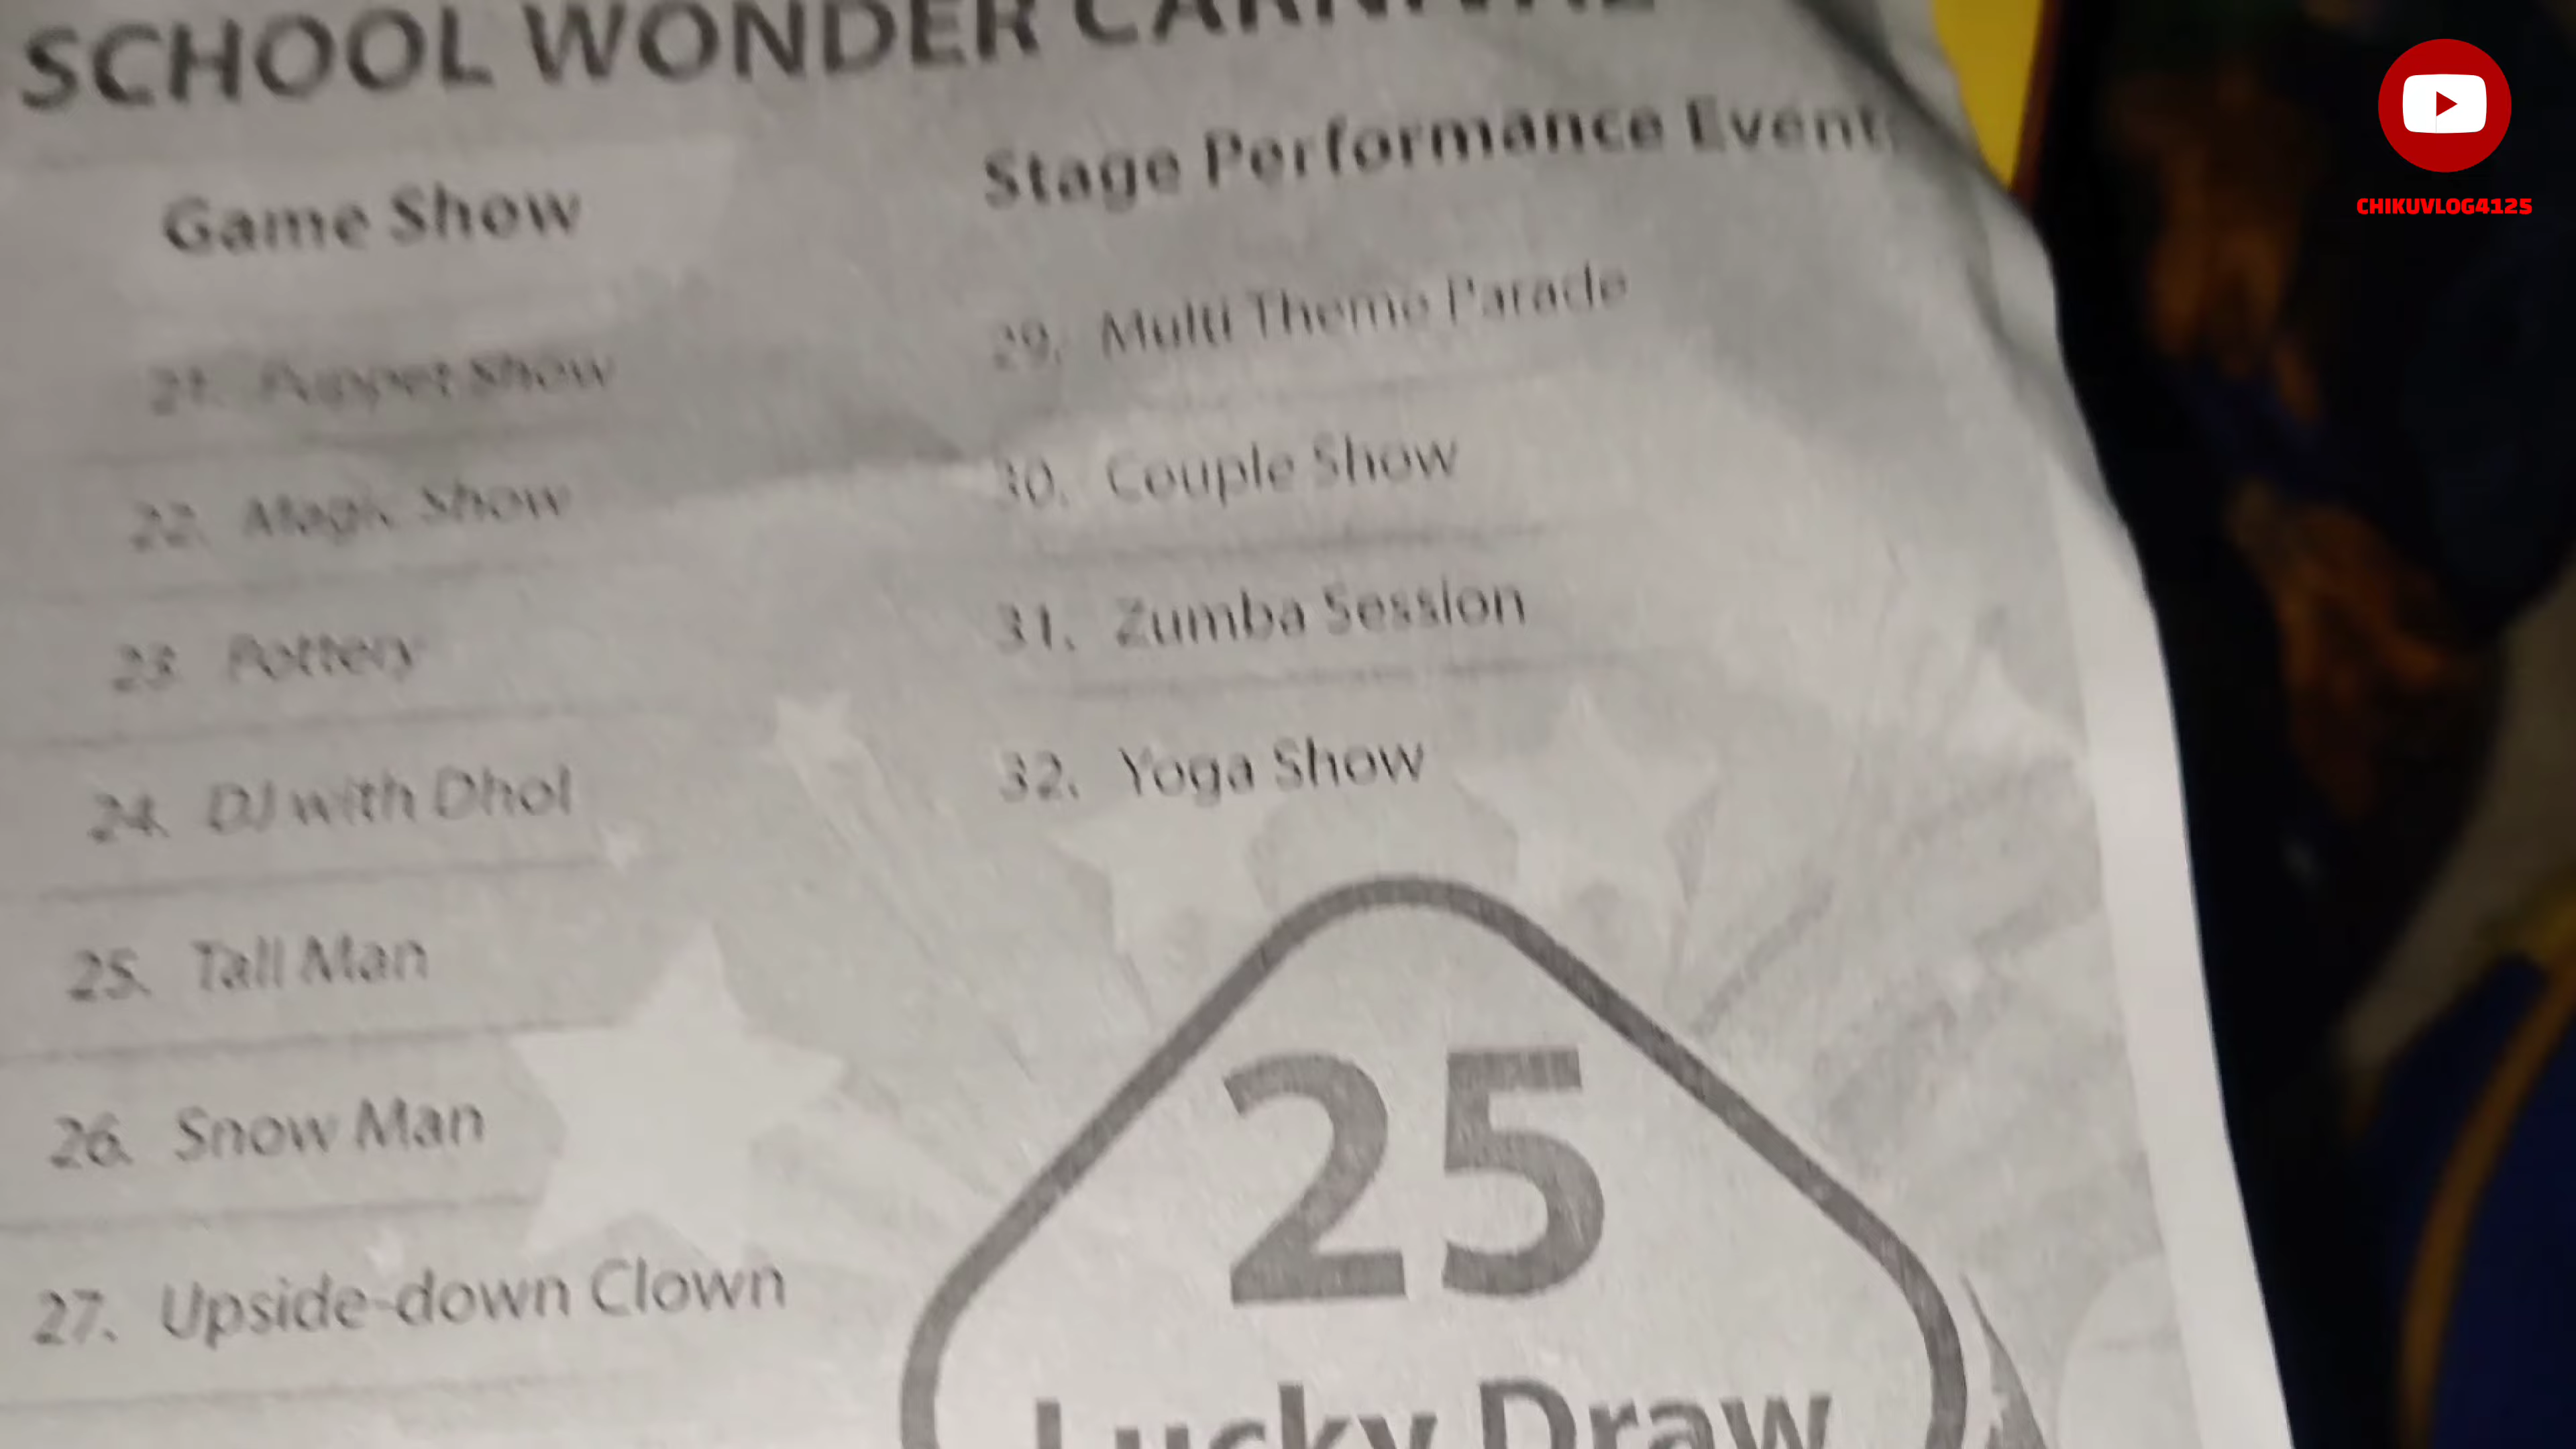 SCHOOL WONDER CARNIVAL
Game Show
21. Puppet Show
22. Magic Show
23. Pottery
24. DJ with Dhol
25. Tall Man
26. Snow Man
27. Upside-down Clown
Stage Performance Event
29. Multi Theme Parade
30. Couple Show
31. Zumba Session
32. Yoga Show
25
Lucky Draw
CHIKUVLOG4125